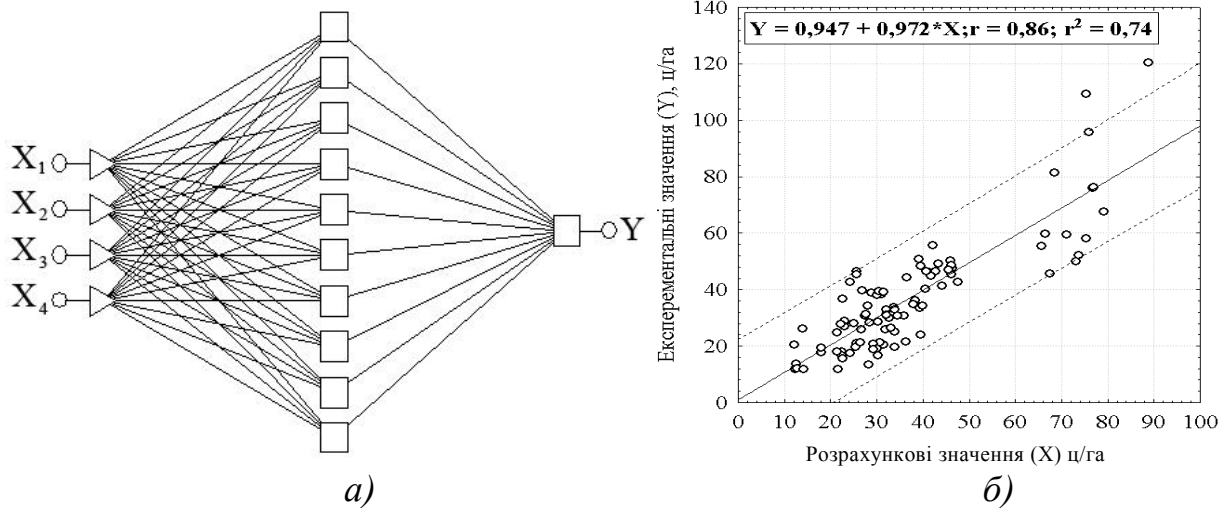 X1
X2
X3
X4
Y
а)
Y = 0,947 + 0,972*X;r = 0,86; r² = 0,74
Експерементальні значення (Y), ц/га
140
120
100
80
60
40
20
0
0 10 20 30 40 50 60 70 80 90 100
Розрахункові значення (X) ц/га
б)